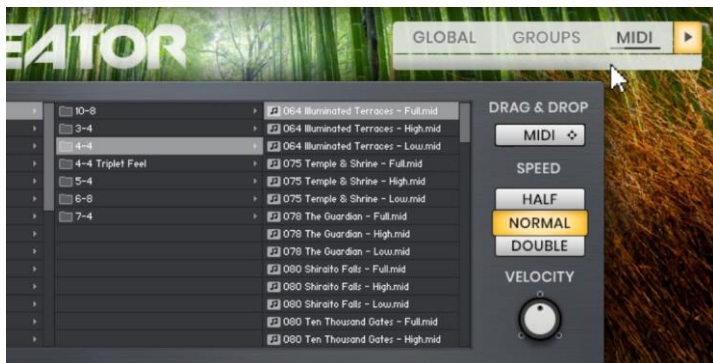 EATOR
GLOBAL GROUPS MIDI
10-8
3-4
4-4
4-4 Triplet Feel
5-4
6-8
7-4
064 Illuminated Terraces - Full.mid
064 Illuminated Terraces - High.mid
064 Illuminated Terraces - Low.mid
075 Temple & Shrine - Full.mid
075 Temple & Shrine - High.mid
075 Temple & Shrine - Low.mid
078 The Guardian - Full.mid
078 The Guardian - High.mid
078 The Guardian - Low.mid
080 Shiraito Falls - Full.mid
080 Shiraito Falls - High.mid
080 Shiraito Falls - Low.mid
080 Ten Thousand Gates - Full.mid
080 Ten Thousand Gates - High.mid
DRAG & DROP
MIDI
SPEED
HALF
NORMAL
DOUBLE
VELOCITY